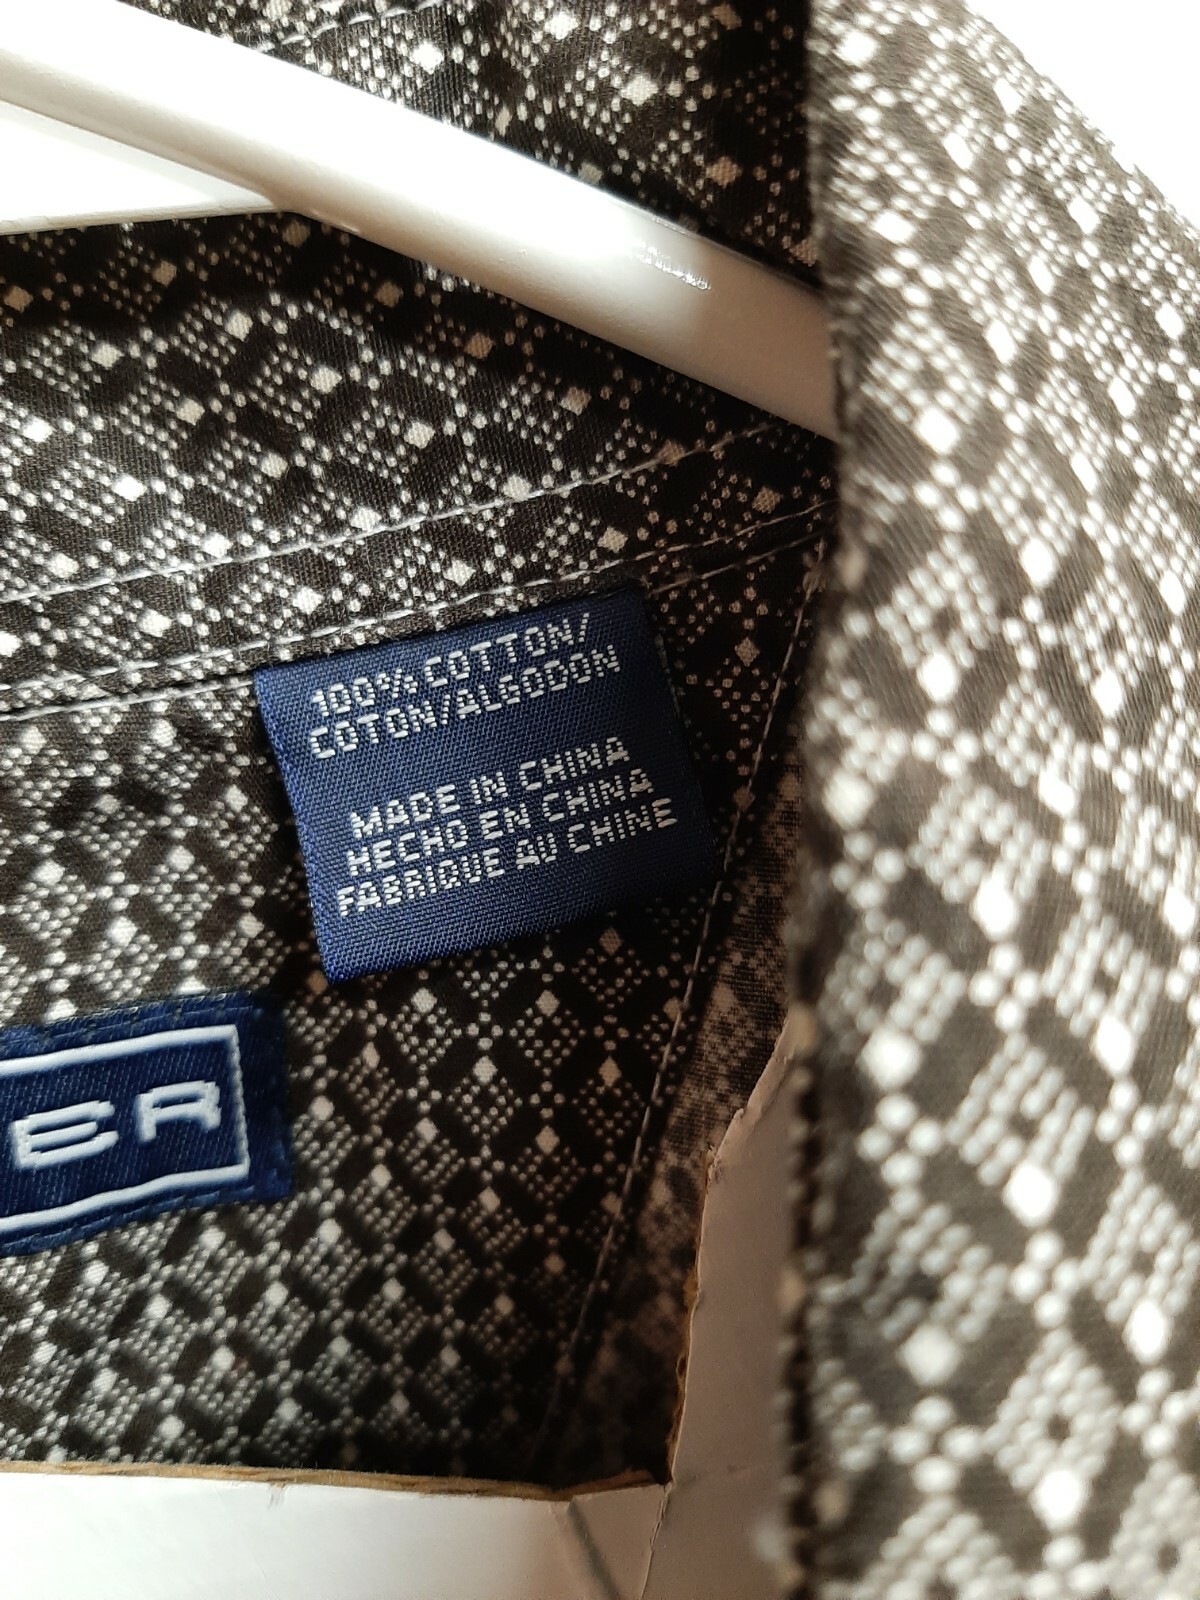 100% COTTON/
COTON/ALGODON
MADE IN CHINA
HECHO EN CHINA
FABRIQUE AU CHINE
ER